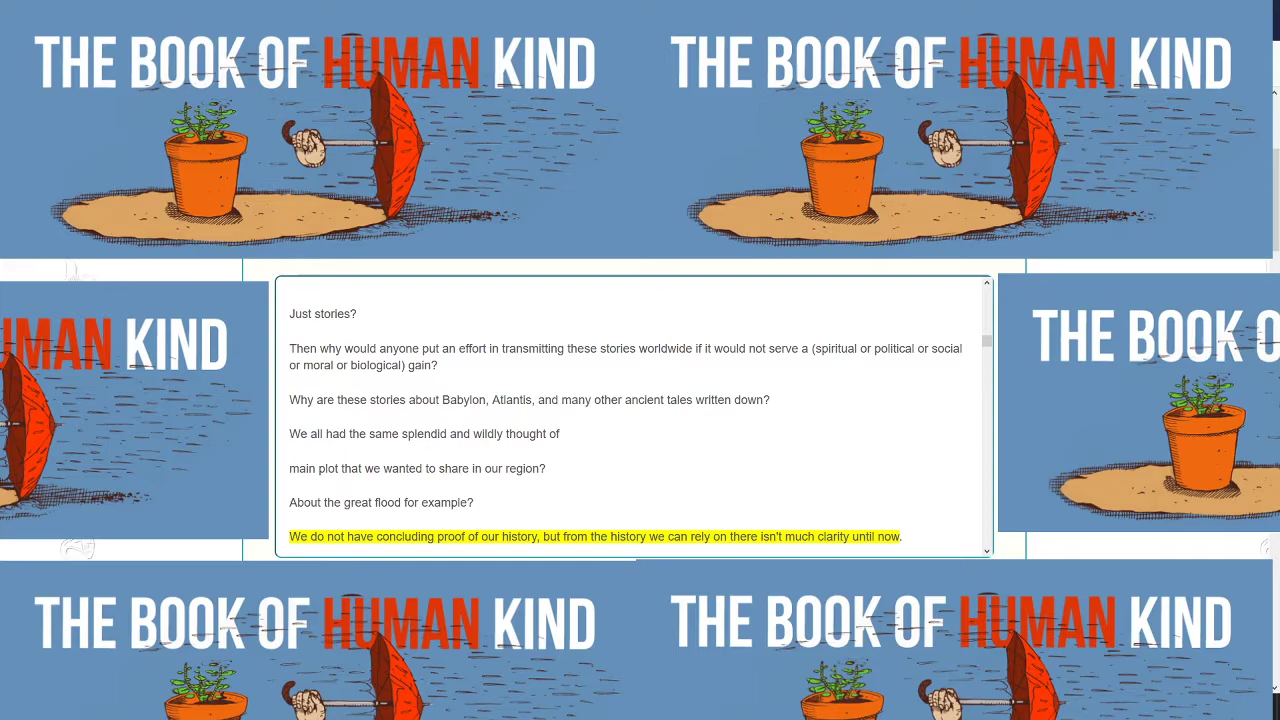 THE BOOK OF HUMAN KIND
THE BOOK OF HUMAN KIND
Just stories?
Then why would anyone put an effort in transmitting these stories worldwide if it would not serve a (spiritual or political or social
or moral or biological) gain?
Why are these stories about Babylon, Atlantis, and many other ancient tales written down?
We all had the same splendid and wildly thought of
main plot that we wanted to share in our region?
About the great flood for example?
We do not have concluding proof of our history, but from the history we can rely on there isn't much clarity until now.
UMAN KIND
THE BOOK O
THE BOOK OF HUMAN KIND
THE BOOK OF HUMAN KIND